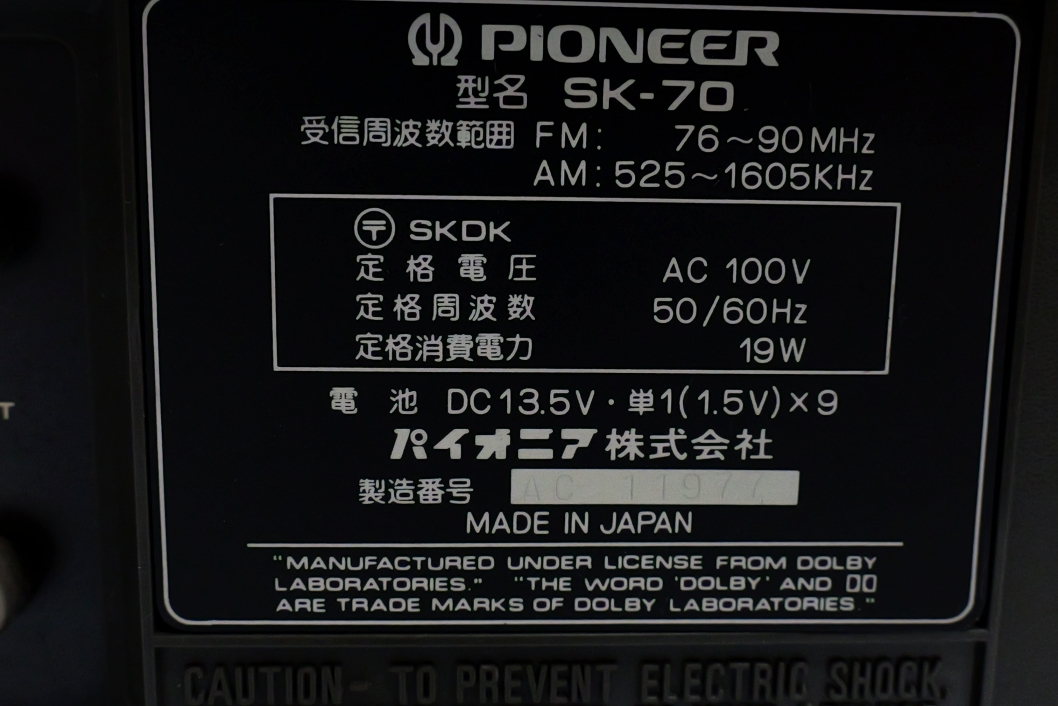 PIONEER
型名 SK-70
受信周波数範囲 FM: 76~90MHz
AM: 525~1605KHz
〶 SKDK
定格電圧 AC 100V
定格周波数 50/60Hz
定格消費電力 19W
電池 DC13.5V・単1(1.5V)×9
パイオニア株式会社
製造番号 AC 11977
MADE IN JAPAN
"MANUFACTURED UNDER LICENSE FROM DOLBY
LABORATORIES." "THE WORD 'DOLBY' AND
ARE TRADE MARKS OF DOLBY LABORATORIES."
CAUTION - TO PREVENT ELECTRIC SHOCK,
T